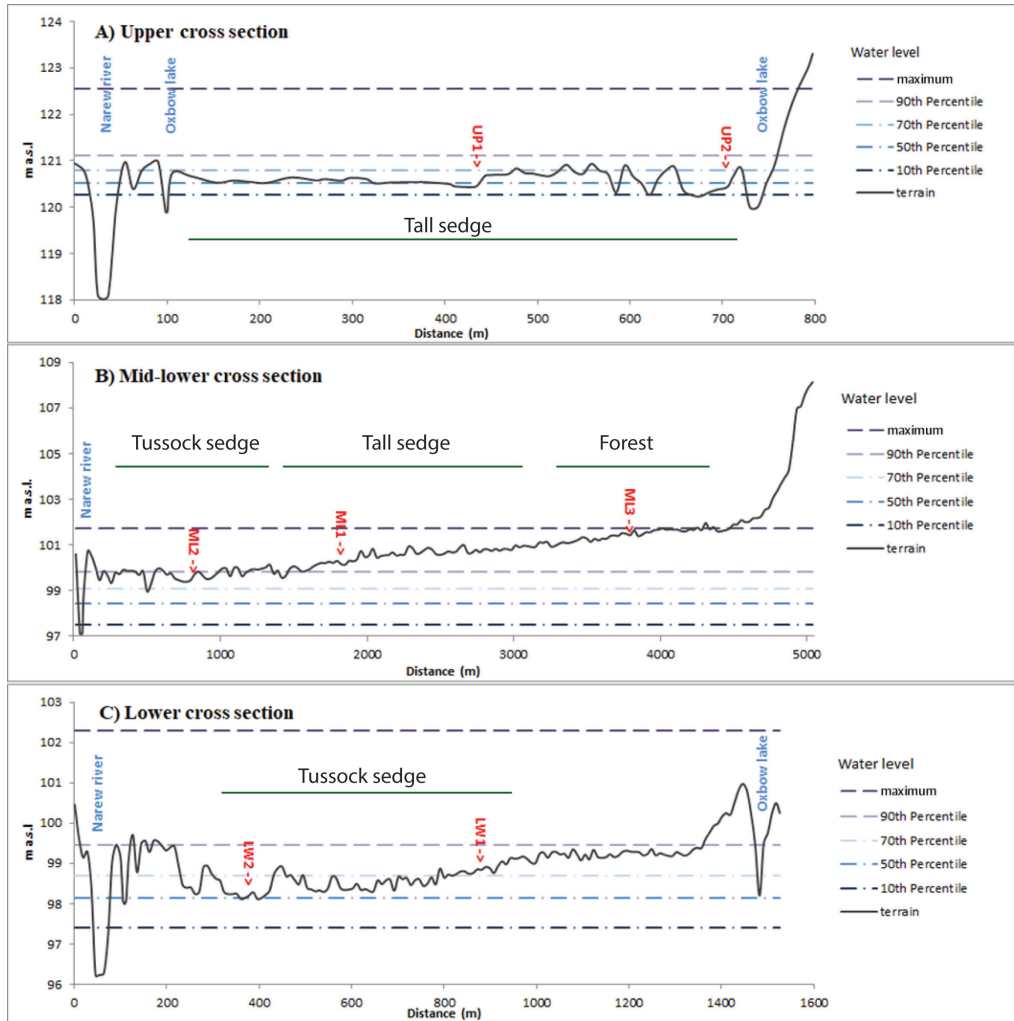 A) Upper cross section
124
123
122
121
120
119
118
m a.s.l.
Narew river
Oxbow lake
UP1->
UP2->
Oxbow lake
Tall sedge
0
100
200
300
400
500
600
700
800
Distance (m)
Water level
maximum
90th Percentile
70th Percentile
50th Percentile
10th Percentile
terrain
B) Mid-lower cross section
109
107
105
103
101
99
97
m a.s.l.
Narew river
Tussock sedge
Tall sedge
Forest
ML2->
ML1->
ML3->
0
1000
2000
3000
4000
5000
Distance (m)
Water level
maximum
90th Percentile
70th Percentile
50th Percentile
10th Percentile
terrain
C) Lower cross section
103
102
101
100
99
98
97
96
m a.s.l
Narew river
Tussock sedge
LW2->
LW1->
Oxbow lake
0
200
400
600
800
1000
1200
1400
1600
Distance (m)
Water level
maximum
90th Percentile
70th Percentile
50th Percentile
10th Percentile
terrain